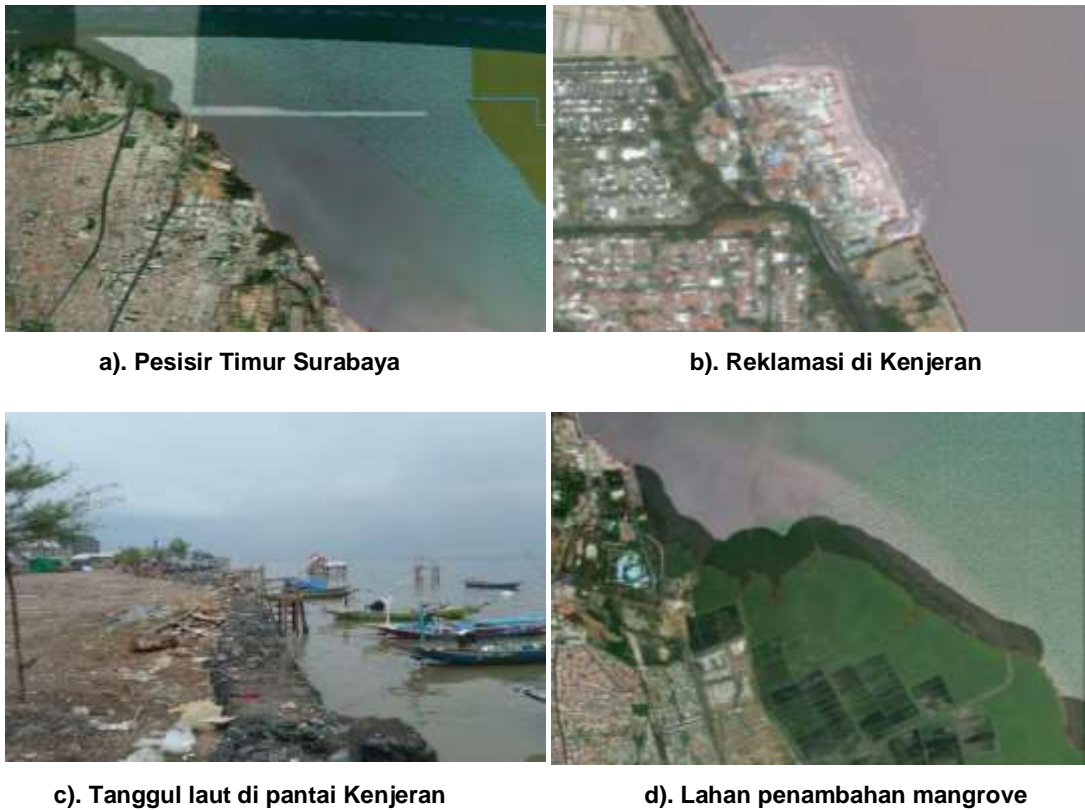 a). Pesisir Timur Surabaya
b). Reklamasi di Kenjeran
c). Tanggul laut di pantai Kenjeran
d). Lahan penambahan mangrove